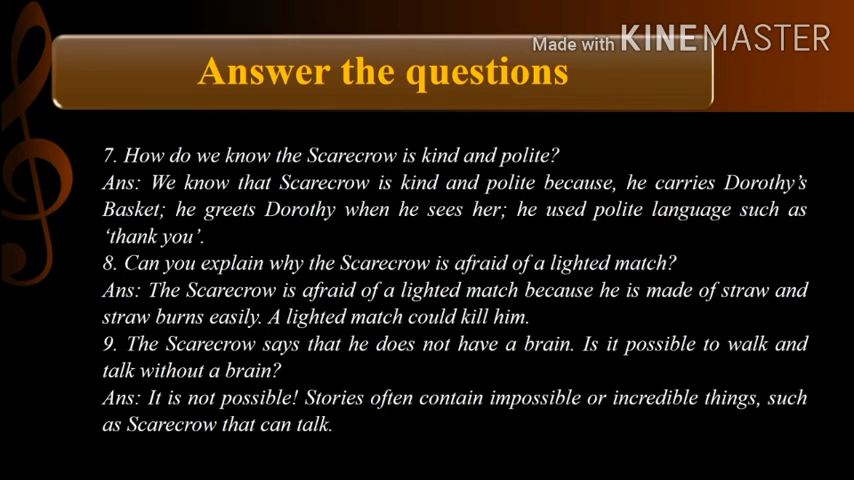 Made with KINEMASTER
Answer the questions
7. How do we know the Scarecrow is kind and polite?
Ans: We know that Scarecrow is kind and polite because, he carries Dorothy's
Basket; he greets Dorothy when he sees her; he used polite language such as
‘thank you’.
8. Can you explain why the Scarecrow is afraid of a lighted match?
Ans: The Scarecrow is afraid of a lighted match because he is made of straw and
straw burns easily. A lighted match could kill him.
9. The Scarecrow says that he does not have a brain. Is it possible to walk and
talk without a brain?
Ans: It is not possible! Stories often contain impossible or incredible things, such
as Scarecrow that can talk.